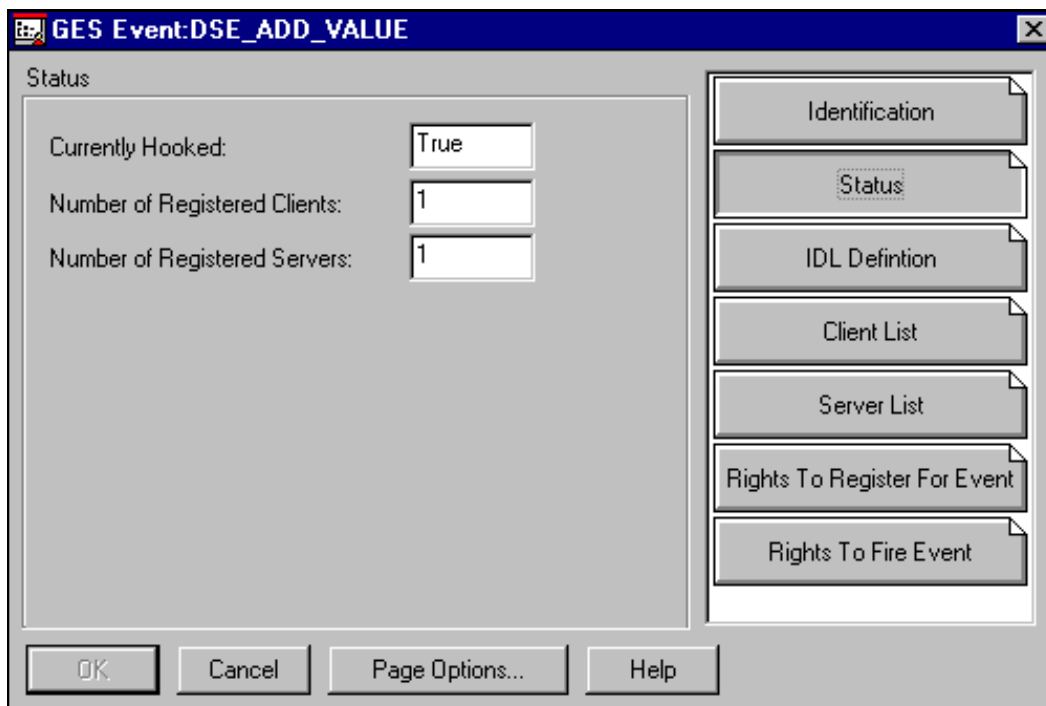 GES Event:DSE_ADD_VALUE
Status
Currently Hooked: True
Number of Registered Clients: 1
Number of Registered Servers: 1
Identification
Status
IDL Defintion
Client List
Server List
Rights To Register For Event
Rights To Fire Event
OK Cancel Page Options... Help